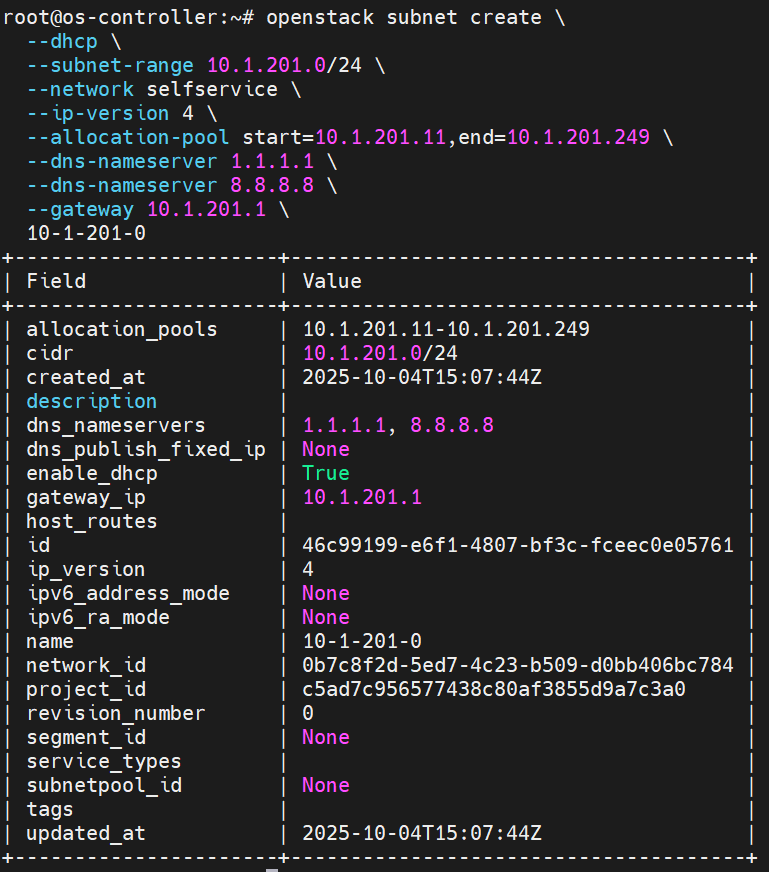 root@os-controller:~# openstack subnet create \
  --dhcp \
  --subnet-range 10.1.201.0/24 \
  --network selfservice \
  --ip-version 4 \
  --allocation-pool start=10.1.201.11,end=10.1.201.249 \
  --dns-nameserver 1.1.1.1 \
  --dns-nameserver 8.8.8.8 \
  --gateway 10.1.201.1 \
  10-1-201-0
+----------------------+--------------------------------------+
| Field                | Value                                |
+----------------------+--------------------------------------+
| allocation_pools     | 10.1.201.11-10.1.201.249             |
| cidr                 | 10.1.201.0/24                        |
| created_at           | 2025-10-04T15:07:44Z                 |
| description          |                                      |
| dns_nameservers      | 1.1.1.1, 8.8.8.8                     |
| dns_publish_fixed_ip | None                                 |
| enable_dhcp          | True                                 |
| gateway_ip           | 10.1.201.1                           |
| host_routes          |                                      |
| id                   | 46c99199-e6f1-4807-bf3c-fceec0e05761 |
| ip_version           | 4                                    |
| ipv6_address_mode    | None                                 |
| ipv6_ra_mode         | None                                 |
| name                 | 10-1-201-0                           |
| network_id           | 0b7c8f2d-5ed7-4c23-b509-d0bb406bc784 |
| project_id           | c5ad7c956577438c80af3855d9a7c3a0     |
| revision_number      | 0                                    |
| segment_id           | None                                 |
| service_types        |                                      |
| subnetpool_id        | None                                 |
| tags                 |                                      |
| updated_at           | 2025-10-04T15:07:44Z                 |
+----------------------+--------------------------------------+